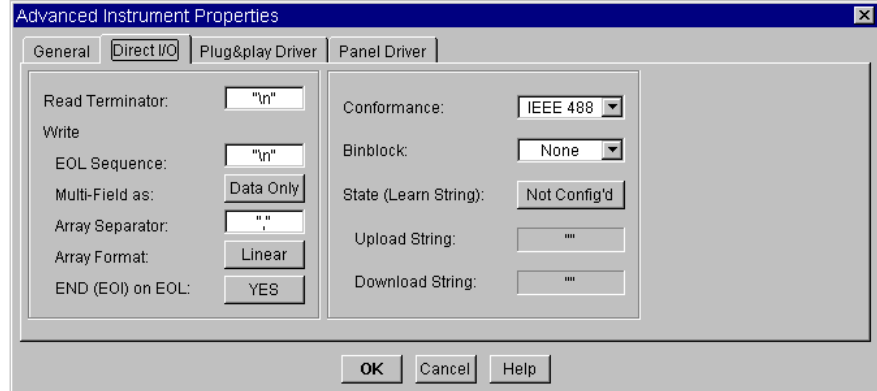 Advanced Instrument Properties
General Direct I/O Plug&play Driver Panel Driver
Read Terminator: "\n"
Write
EOL Sequence: "\n"
Multi-Field as: Data Only
Array Separator: ","
Array Format: Linear
END (EOI) on EOL: YES
Conformance: IEEE 488
Binblock: None
State (Learn String): Not Config'd
Upload String: ""
Download String: ""
OK Cancel Help